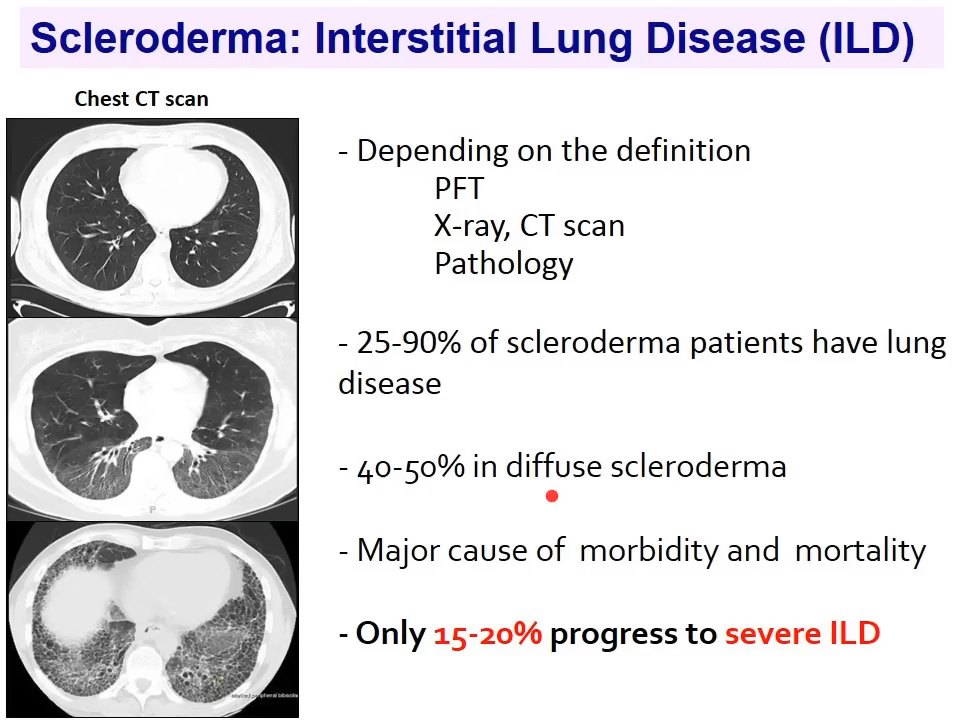 Scleroderma: Interstitial Lung Disease (ILD)
Chest CT scan
- Depending on the definition
PFT
X-ray, CT scan
Pathology
- 25-90% of scleroderma patients have lung
disease
- 40-50% in diffuse scleroderma
- Major cause of morbidity and mortality
- Only 15-20% progress to severe ILD
P
peripheral